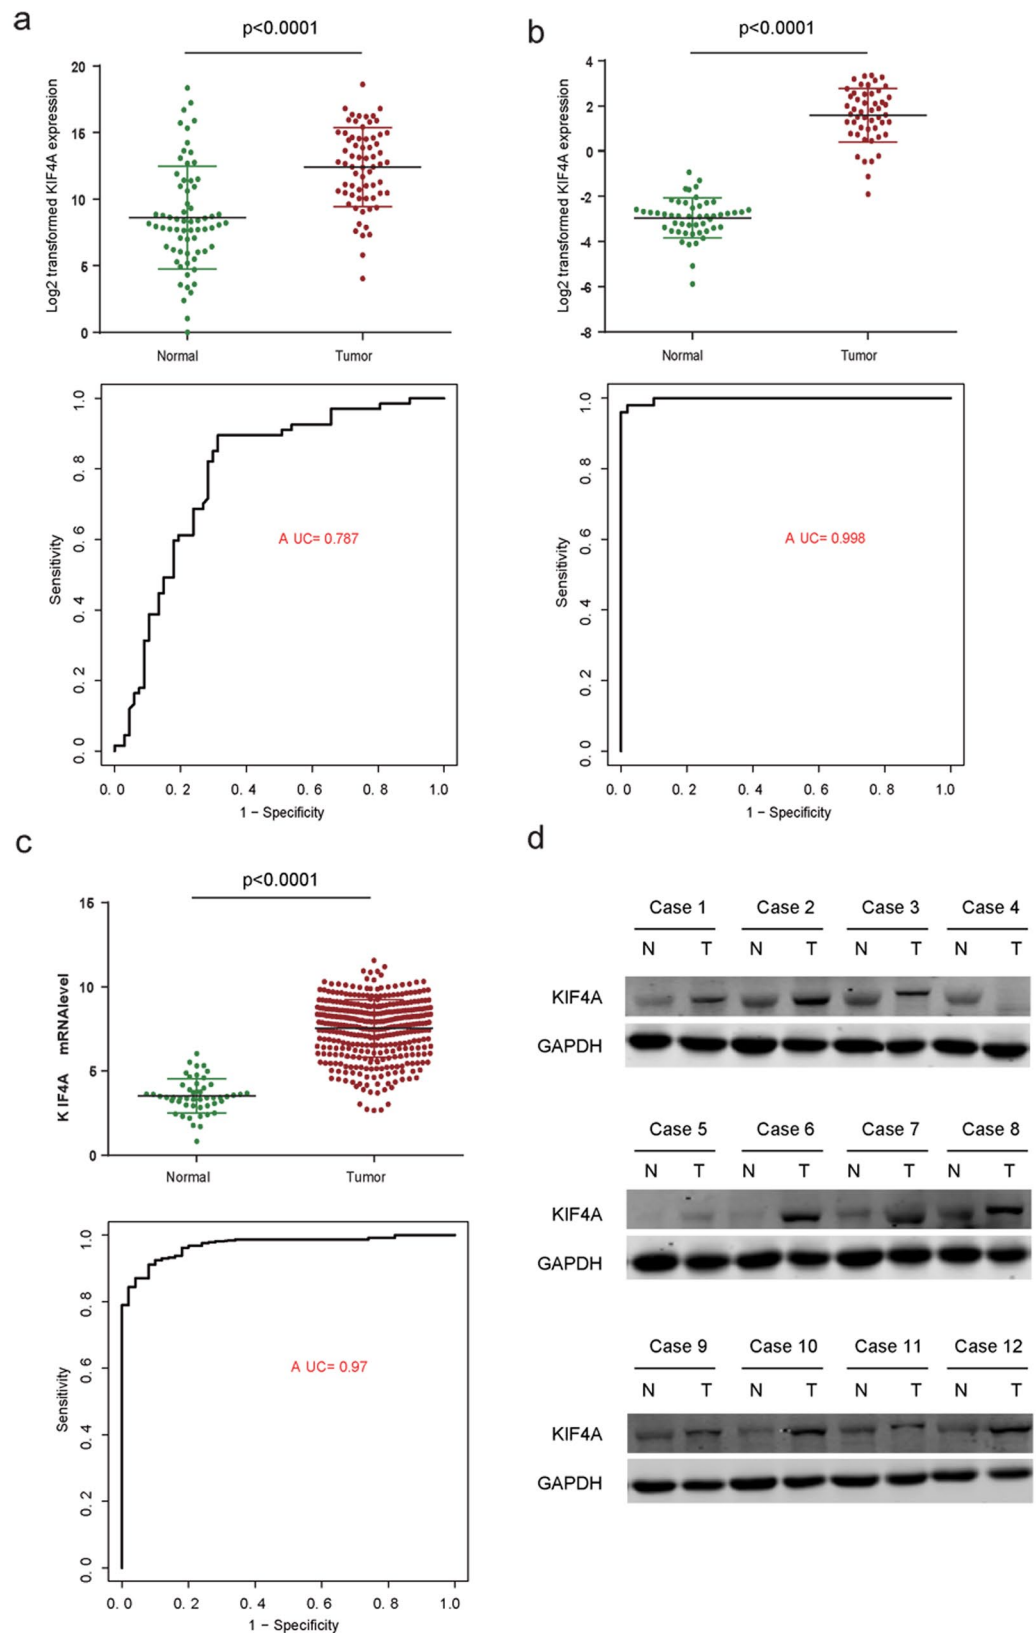 a
p<0.0001
Log2 transformed KIF4A expression
20
16
10
5
0
Normal Tumor
1.0
0. 8
0. 6
0. 4
0. 2
0. 0
Sensitivity
A UC= 0.787
0. 0 0. 2 0. 4 0. 6 0. 8 1.0
1 − Specificity
b
p<0.0001
Log2 transformed KIF4A expression
4
2
0
-2
-4
-6
-8
Normal Tumor
1.0
0. 8
0. 6
0. 4
0. 2
0. 0
Sensitivity
A UC= 0.998
0. 0 0. 2 0. 4 0. 6 0. 8 1.0
1 − Specificity
c
p<0.0001
K IF4A mRNAlevel
15
10
5
0
Normal Tumor
1.0
0. 8
0. 6
0. 4
0. 2
0. 0
Sensitivity
A UC= 0.97
0. 0 0. 2 0. 4 0. 6 0. 8 1.0
1 − Specificity
d
Case 1 Case 2 Case 3 Case 4
N T N T N T N T
KIF4A
GAPDH
Case 5 Case 6 Case 7 Case 8
N T N T N T N T
KIF4A
GAPDH
Case 9 Case 10 Case 11 Case 12
N T N T N T N T
KIF4A
GAPDH